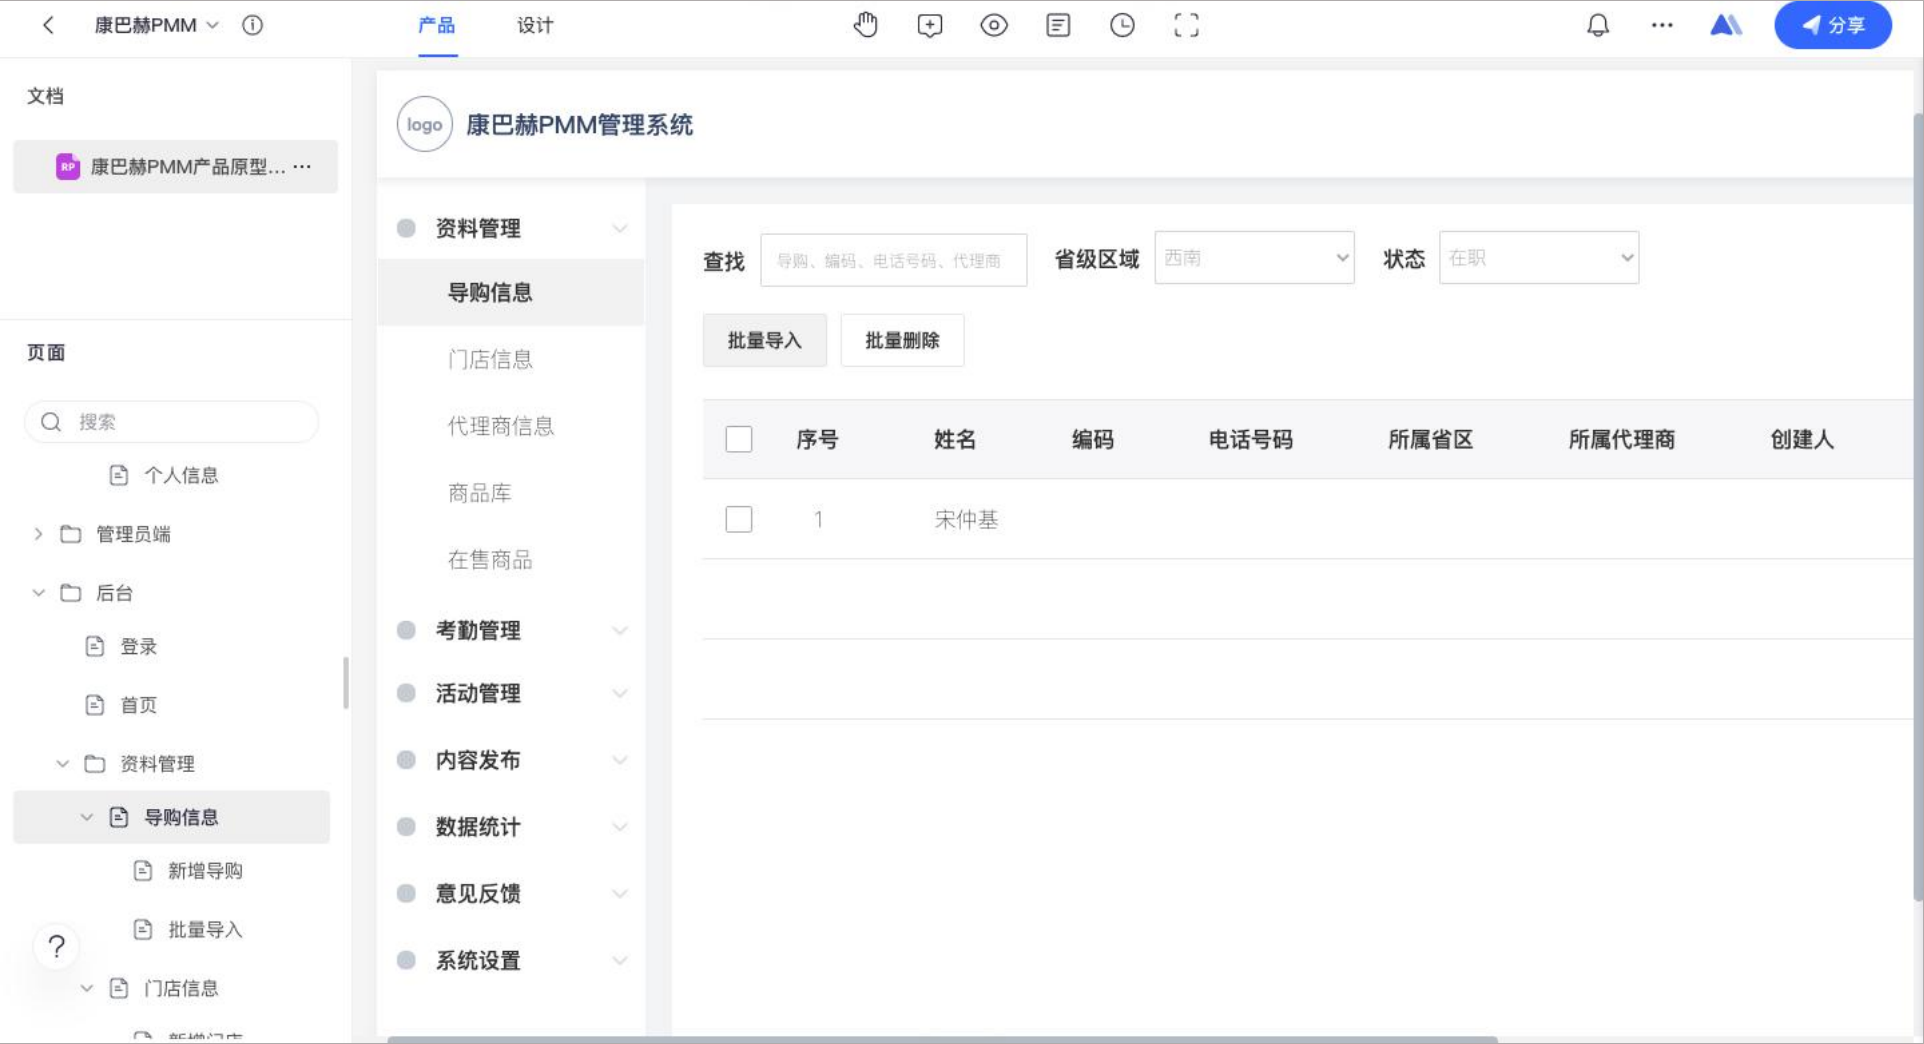 康巴赫PMM
产品
设计
分享
文档
RP
康巴赫PMM产品原型... ···
页面
搜索
个人信息
管理员端
后台
登录
首页
资料管理
导购信息
新增导购
批量导入
?
门店信息
新增门店
logo
康巴赫PMM管理系统
资料管理
导购信息
门店信息
代理商信息
商品库
在售商品
考勤管理
活动管理
内容发布
数据统计
意见反馈
系统设置
查找
导购、编码、电话号码、代理商
省级区域
西南
状态
在职
批量导入
批量删除
序号 姓名 编码 电话号码 所属省区 所属代理商 创建人
1 宋仲基